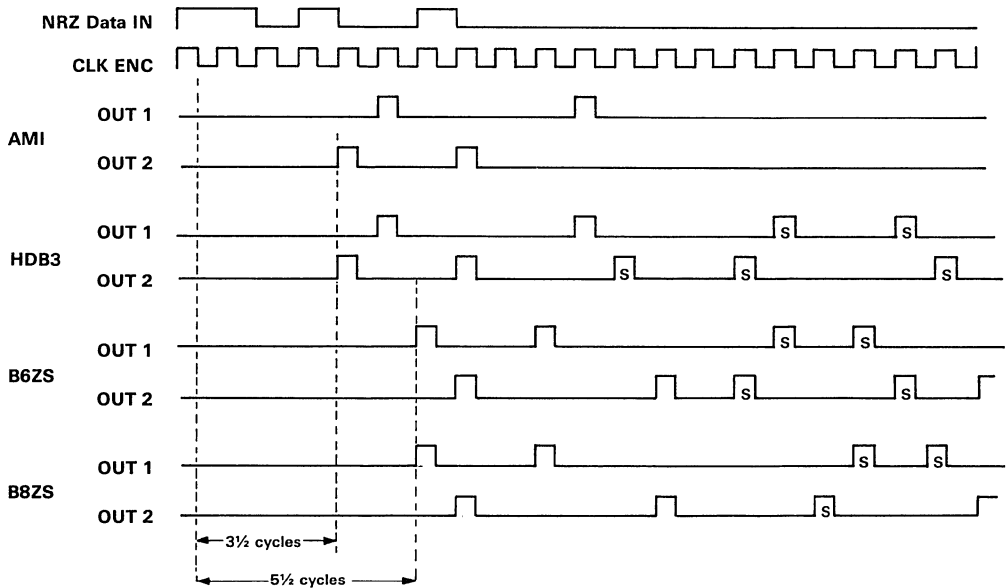 NRZ Data IN
CLK ENC
OUT 1
AMI
OUT 2
OUT 1 S S
HDB3
OUT 2 S S S
OUT 1 S S
B6ZS
OUT 2 S S
OUT 1 S S
B8ZS
OUT 2 S
3½ cycles
5½ cycles